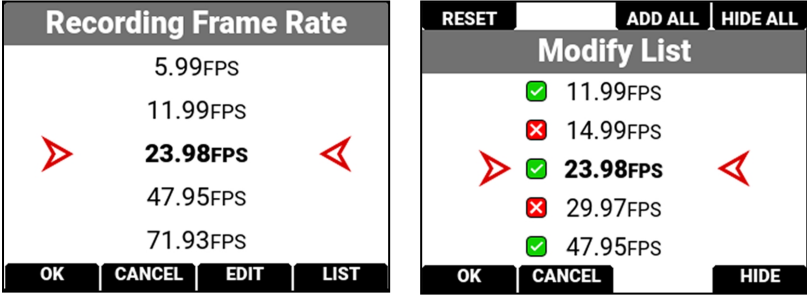 Recording Frame Rate
5.99FPS
11.99FPS
23.98FPS
47.95FPS
71.93FPS
OK CANCEL EDIT LIST
RESET ADD ALL HIDE ALL
Modify List
11.99FPS
14.99FPS
23.98FPS
29.97FPS
47.95FPS
OK CANCEL HIDE